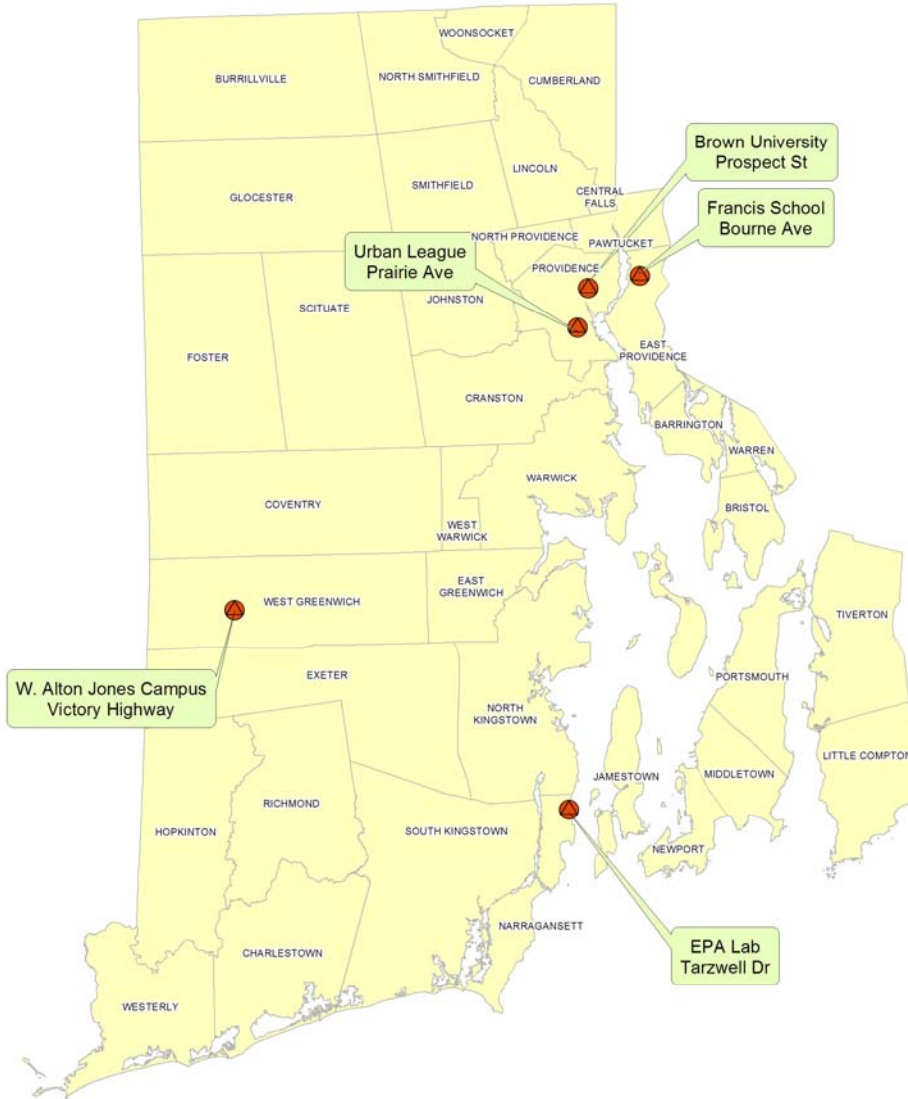 WOONSOCKET
BURRILLVILLE
NORTH SMITHFIELD
CUMBERLAND
Brown University
Prospect St
LINCOLN
SMITHFIELD
GLOCESTER
CENTRAL
FALLS
Francis School
Bourne Ave
NORTH PROVIDENCE
PAWTUCKET
Urban League
Prairie Ave
PROVIDENCE
JOHNSTON
SCITUATE
FOSTER
EAST
PROVIDENCE
CRANSTON
BARRINGTON
WARREN
WARWICK
COVENTRY
BRISTOL
WEST
WARWICK
EAST
GREENWICH
WEST GREENWICH
TIVERTON
EXETER
PORTSMOUTH
W. Alton Jones Campus
Victory Highway
NORTH
KINGSTOWN
LITTLE COMPTON
JAMESTOWN
MIDDLETOWN
RICHMOND
HOPKINTON
SOUTH KINGSTOWN
NEWPORT
NARRAGANSETT
EPA Lab
Tarzwell Dr
CHARLESTOWN
WESTERLY